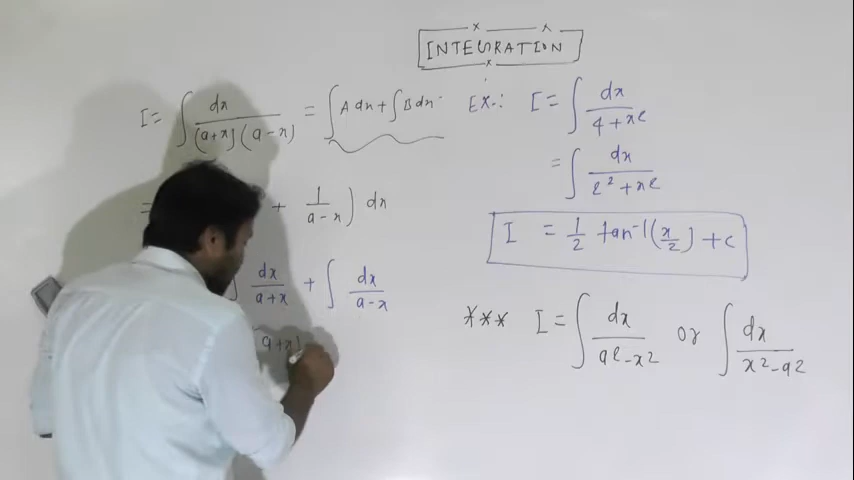 INTEGRATION
I = ∫ dx/(a+x)(a-x) = ∫ A dx + ∫ B dx
= + 1/(a-x) ) dx
∫ dx/(a+x) + ∫ dx/(a-x)
a+x)
Ex.: I = ∫ dx/(4+x²)
= ∫ dx/(2²+x²)
I = 1/2 tan-1(x/2) + c
*** I = ∫ dx/(a²-x²) or ∫ dx/(x²-a²)